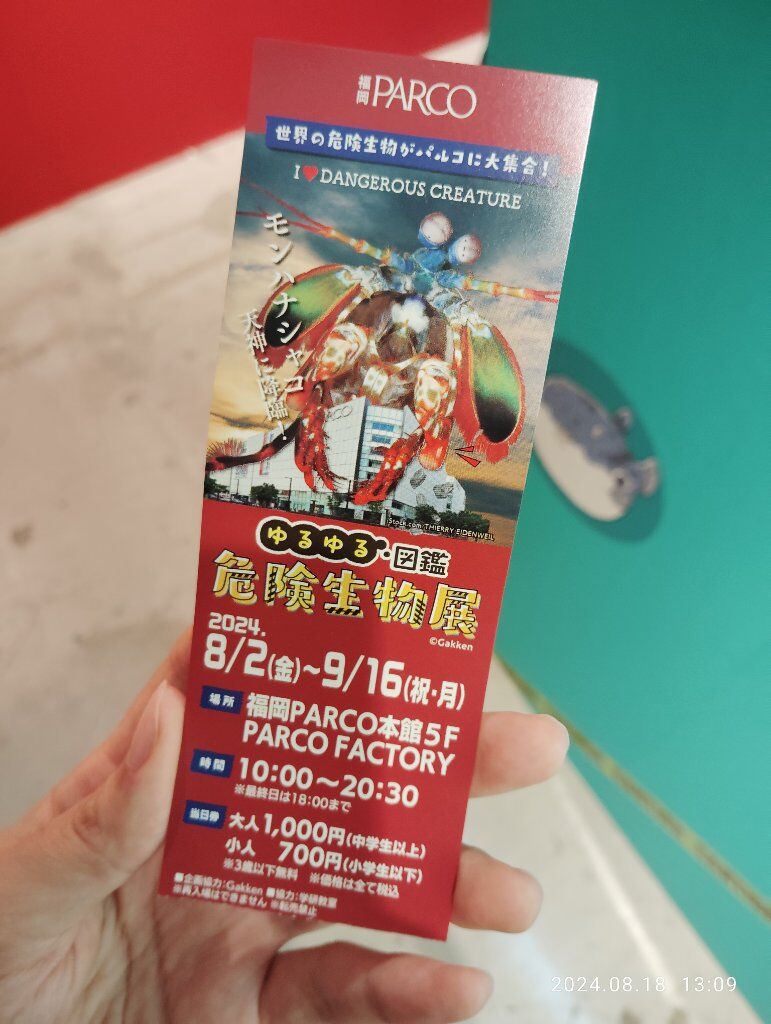 福岡PARCO
世界の危険生物がパルコに大集合！
I♥DANGEROUS CREATURE
モンハナシャコ
天神に降臨！
PARCO
iStock.com/THIERRY EIDENWEIL
ゆるゆる・図鑑
危険生物展
©Gakken
2024.
8/2(金)~9/16(祝・月)
場所 福岡PARCO本館5F
PARCO FACTORY
時間 10:00～20:30
※最終日は18:00まで
当日券 大人1,000円(中学生以上)
小人 700円(小学生以下)
※3歳以下無料 ※価格は全て税込
■企画協力：Gakken ■協力：学研教室
※再入場はできません ※転売禁止
2024.08.18 13:09